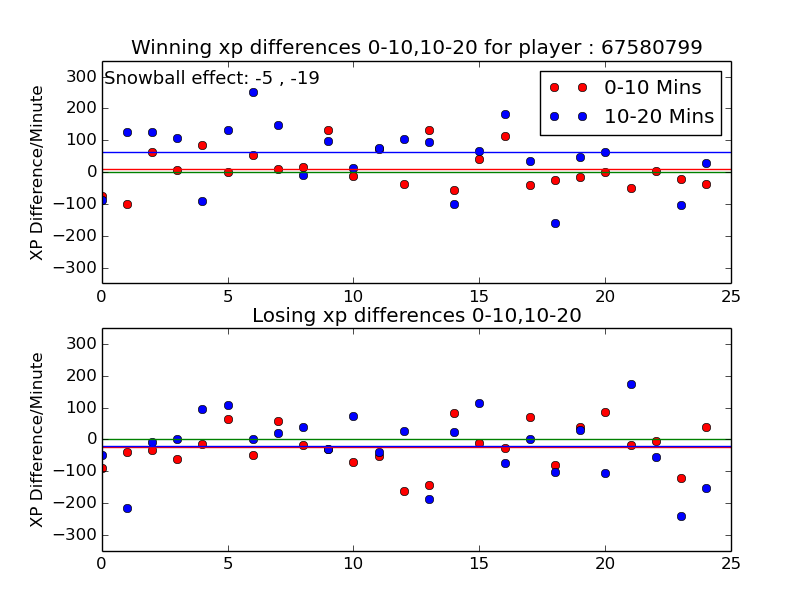 Winning xp differences 0-10,10-20 for player : 67580799
Snowball effect: -5 , -19
0-10 Mins
10-20 Mins
XP Difference/Minute
300
200
100
0
−100
−200
−300
0 5 10 15 20 25
Losing xp differences 0-10,10-20
XP Difference/Minute
300
200
100
0
−100
−200
−300
0 5 10 15 20 25